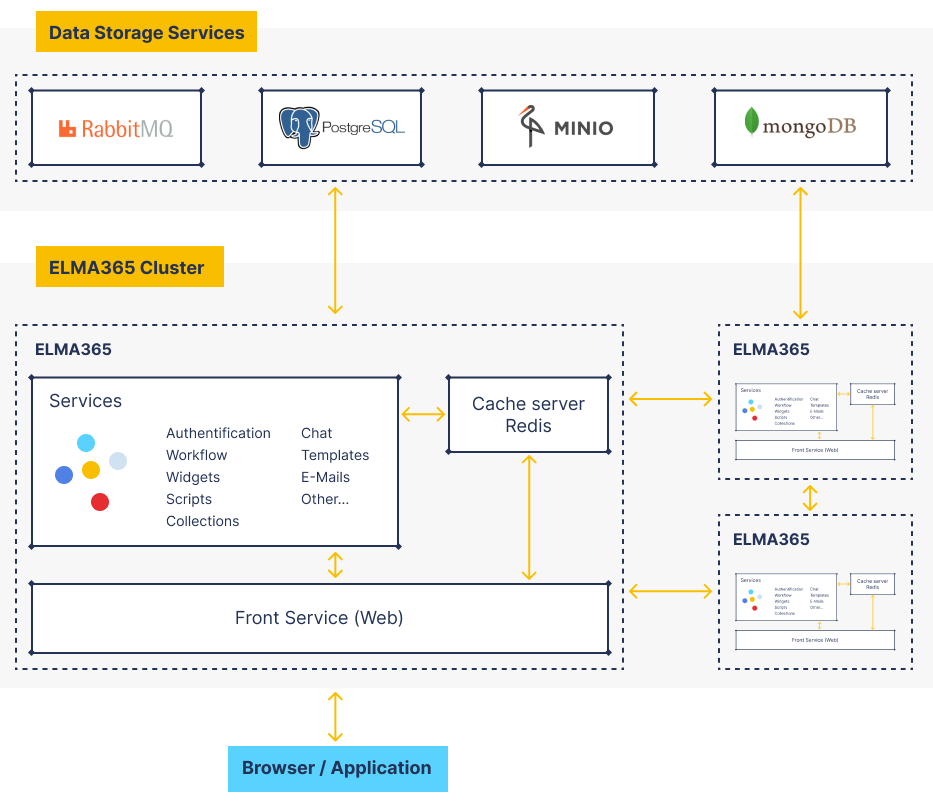 Data Storage Services
RabbitMQ
PostgreSQL
MINIO
mongoDB
ELMA365 Cluster
ELMA365
Services
Authentification
Workflow
Widgets
Scripts
Collections
Chat
Templates
E-Mails
Other...
Cache server
Redis
Front Service (Web)
ELMA365
Services
Authentification
Workflow
Widgets
Scripts
Collections
Chat
Templates
E-Mails
Other...
Cache server
Redis
Front Service (Web)
ELMA365
Services
Authentification
Workflow
Widgets
Scripts
Collections
Chat
Templates
E-Mails
Other...
Cache server
Redis
Front Service (Web)
Browser / Application